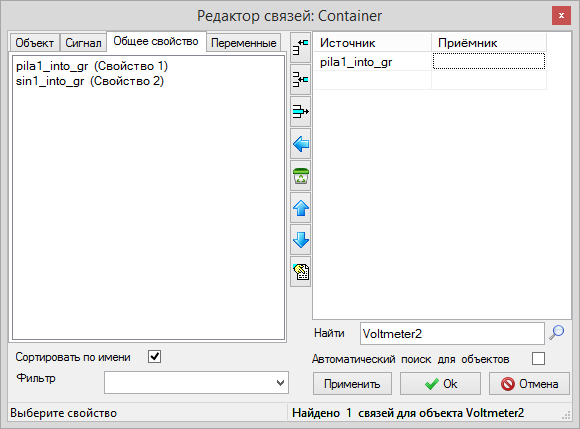 Редактор связей: Container
x
Объект Сигнал Общее свойство Переменные
pila1_into_gr (Свойство 1)
sin1_into_gr (Свойство 2)
Источник Приёмник
pila1_into_gr
Найти Voltmeter2
Сортировать по имени
Автоматический поиск для объектов
Фильтр
Применить Ok Отмена
Выберите свойство
Найдено 1 связей для объекта Voltmeter2